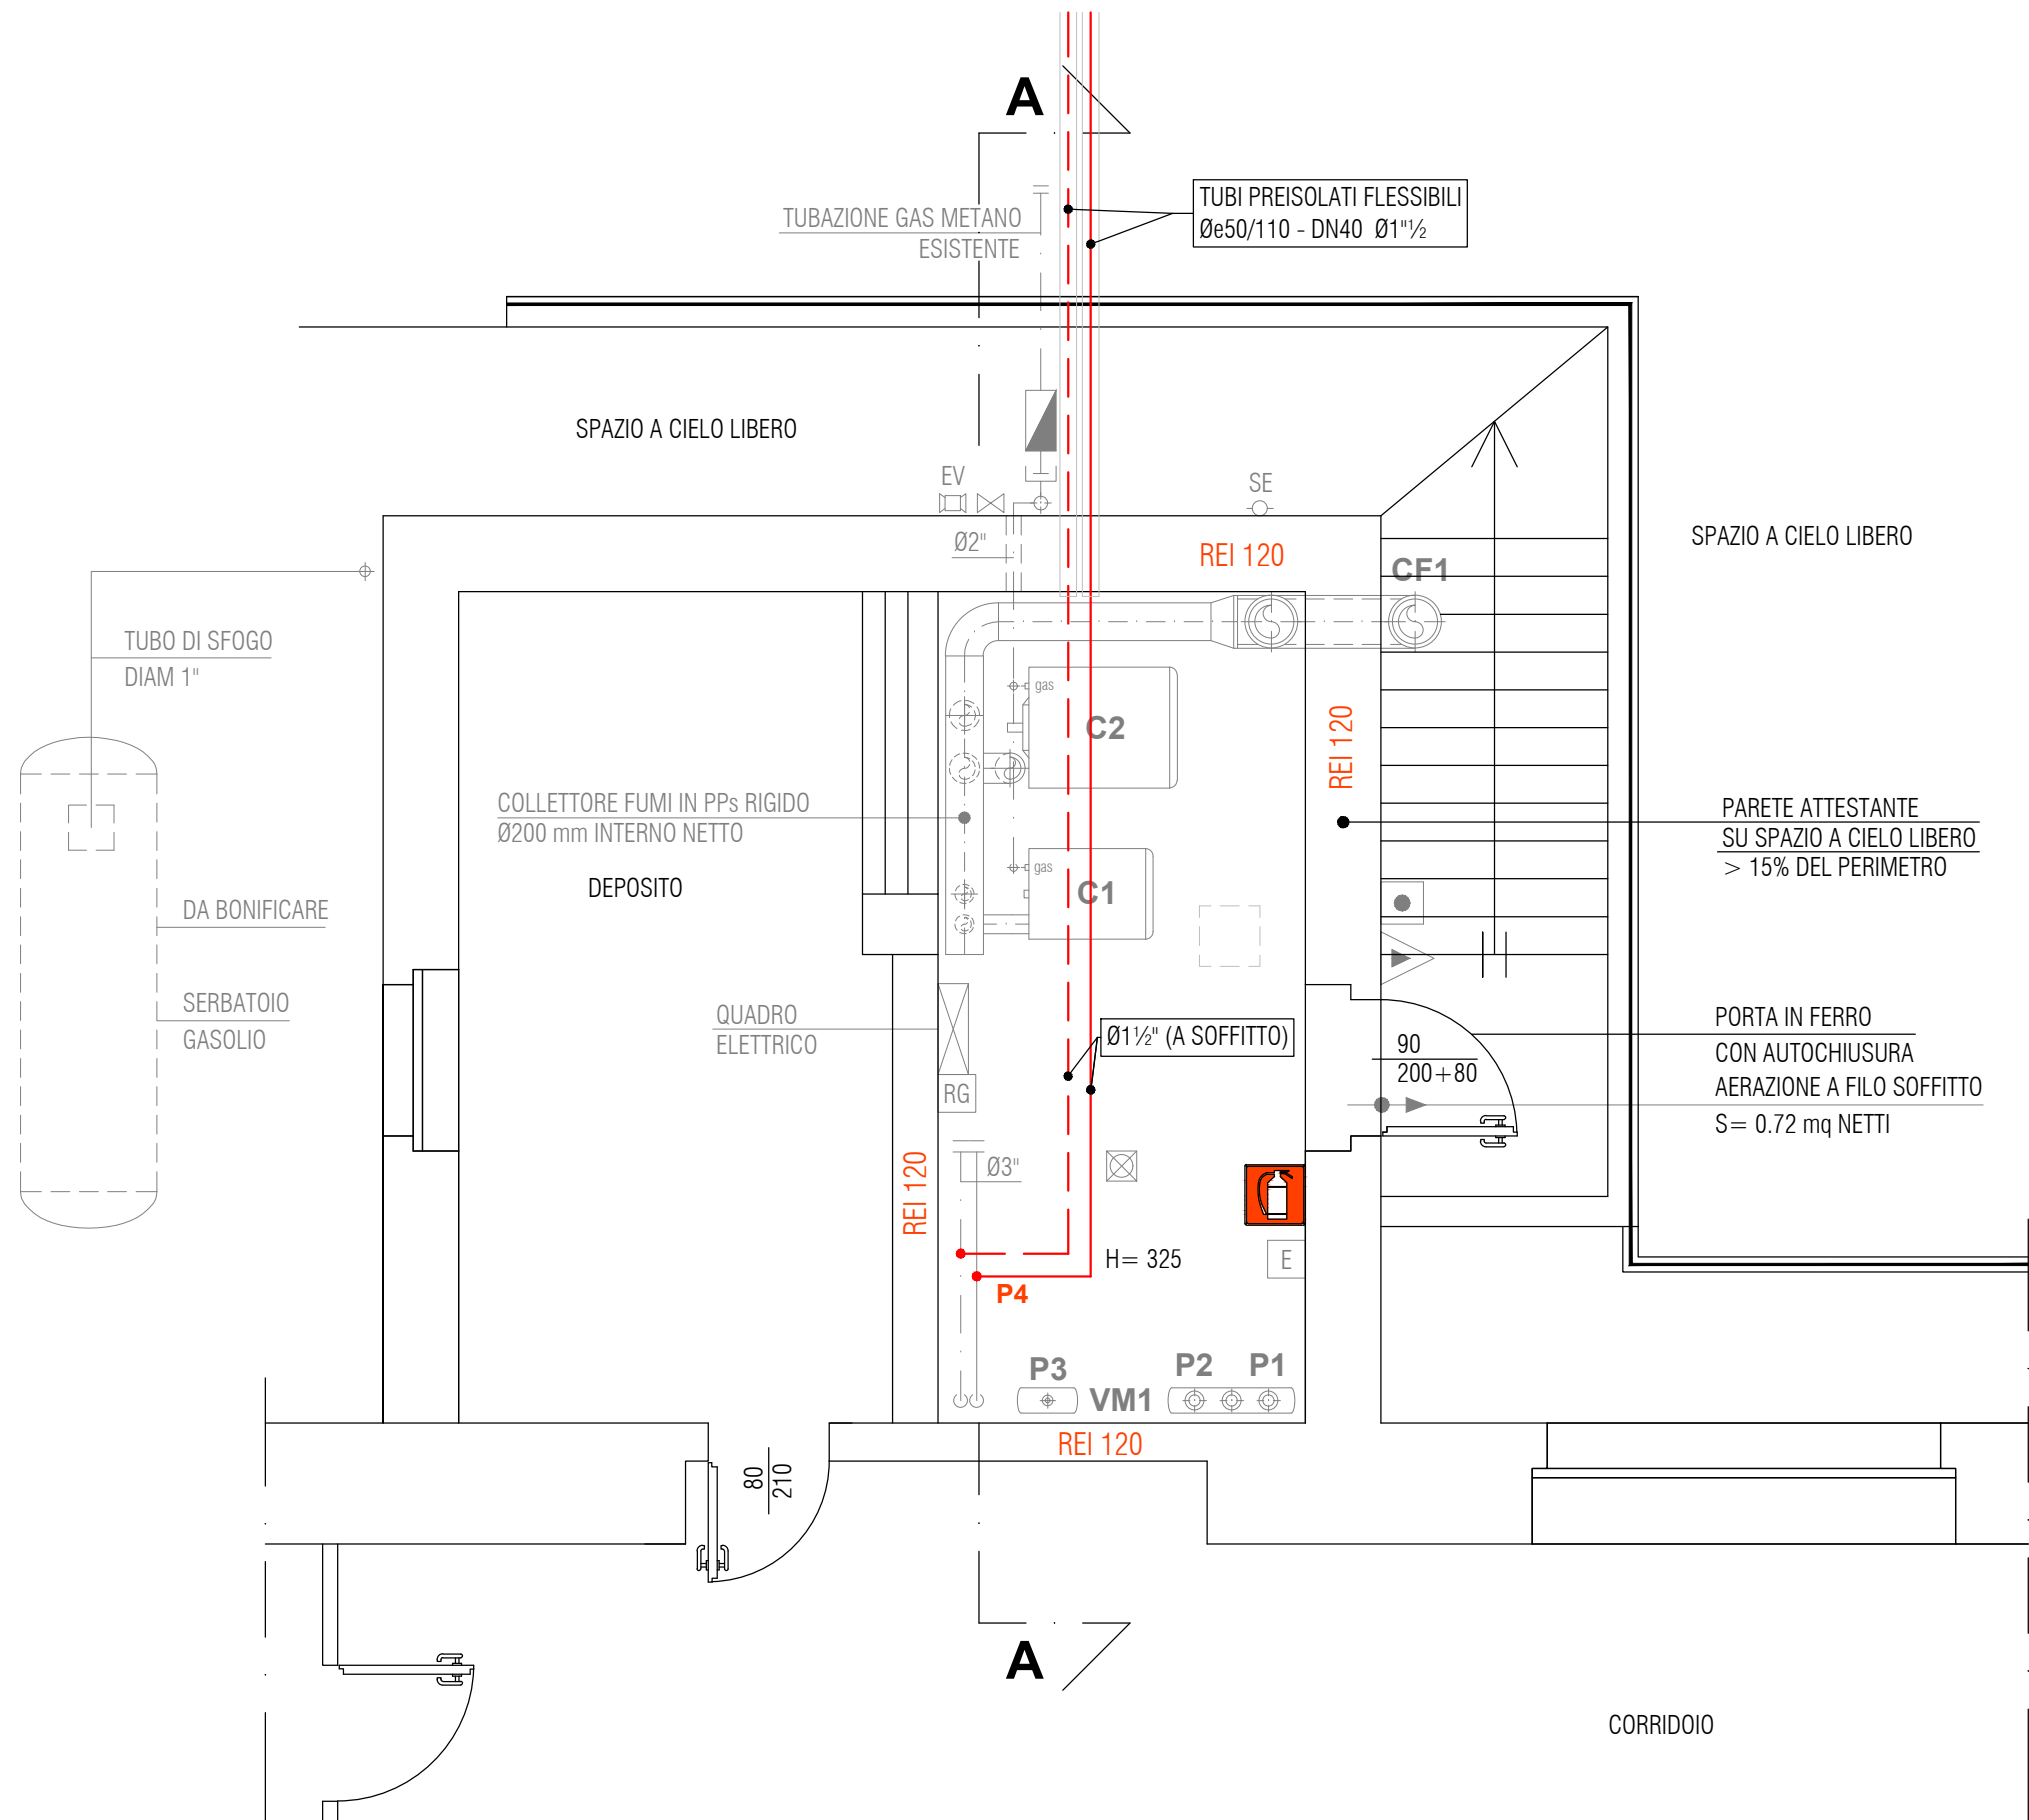 A
TUBI PREISOLATI FLESSIBILI
Øe50/110 - DN40 Ø1"½
TUBAZIONE GAS METANO
ESISTENTE
SPAZIO A CIELO LIBERO
EV
SE
SPAZIO A CIELO LIBERO
Ø2"
REI 120
CF1
TUBO DI SFOGO
DIAM 1"
gas
C2
REI 120
COLLETTORE FUMI IN PPs RIGIDO
Ø200 mm INTERNO NETTO
PARETE ATTESTANTE
SU SPAZIO A CIELO LIBERO
> 15% DEL PERIMETRO
gas
C1
DEPOSITO
DA BONIFICARE
SERBATOIO
GASOLIO
QUADRO
ELETTRICO
Ø1½" (A SOFFITTO)
90
200+80
PORTA IN FERRO
CON AUTOCHIUSURA
AERAZIONE A FILO SOFFITTO
S= 0.72 mq NETTI
RG
REI 120
Ø3"
H= 325
E
P4
P3
VM1
P2
P1
REI 120
80
210
A
CORRIDOIO